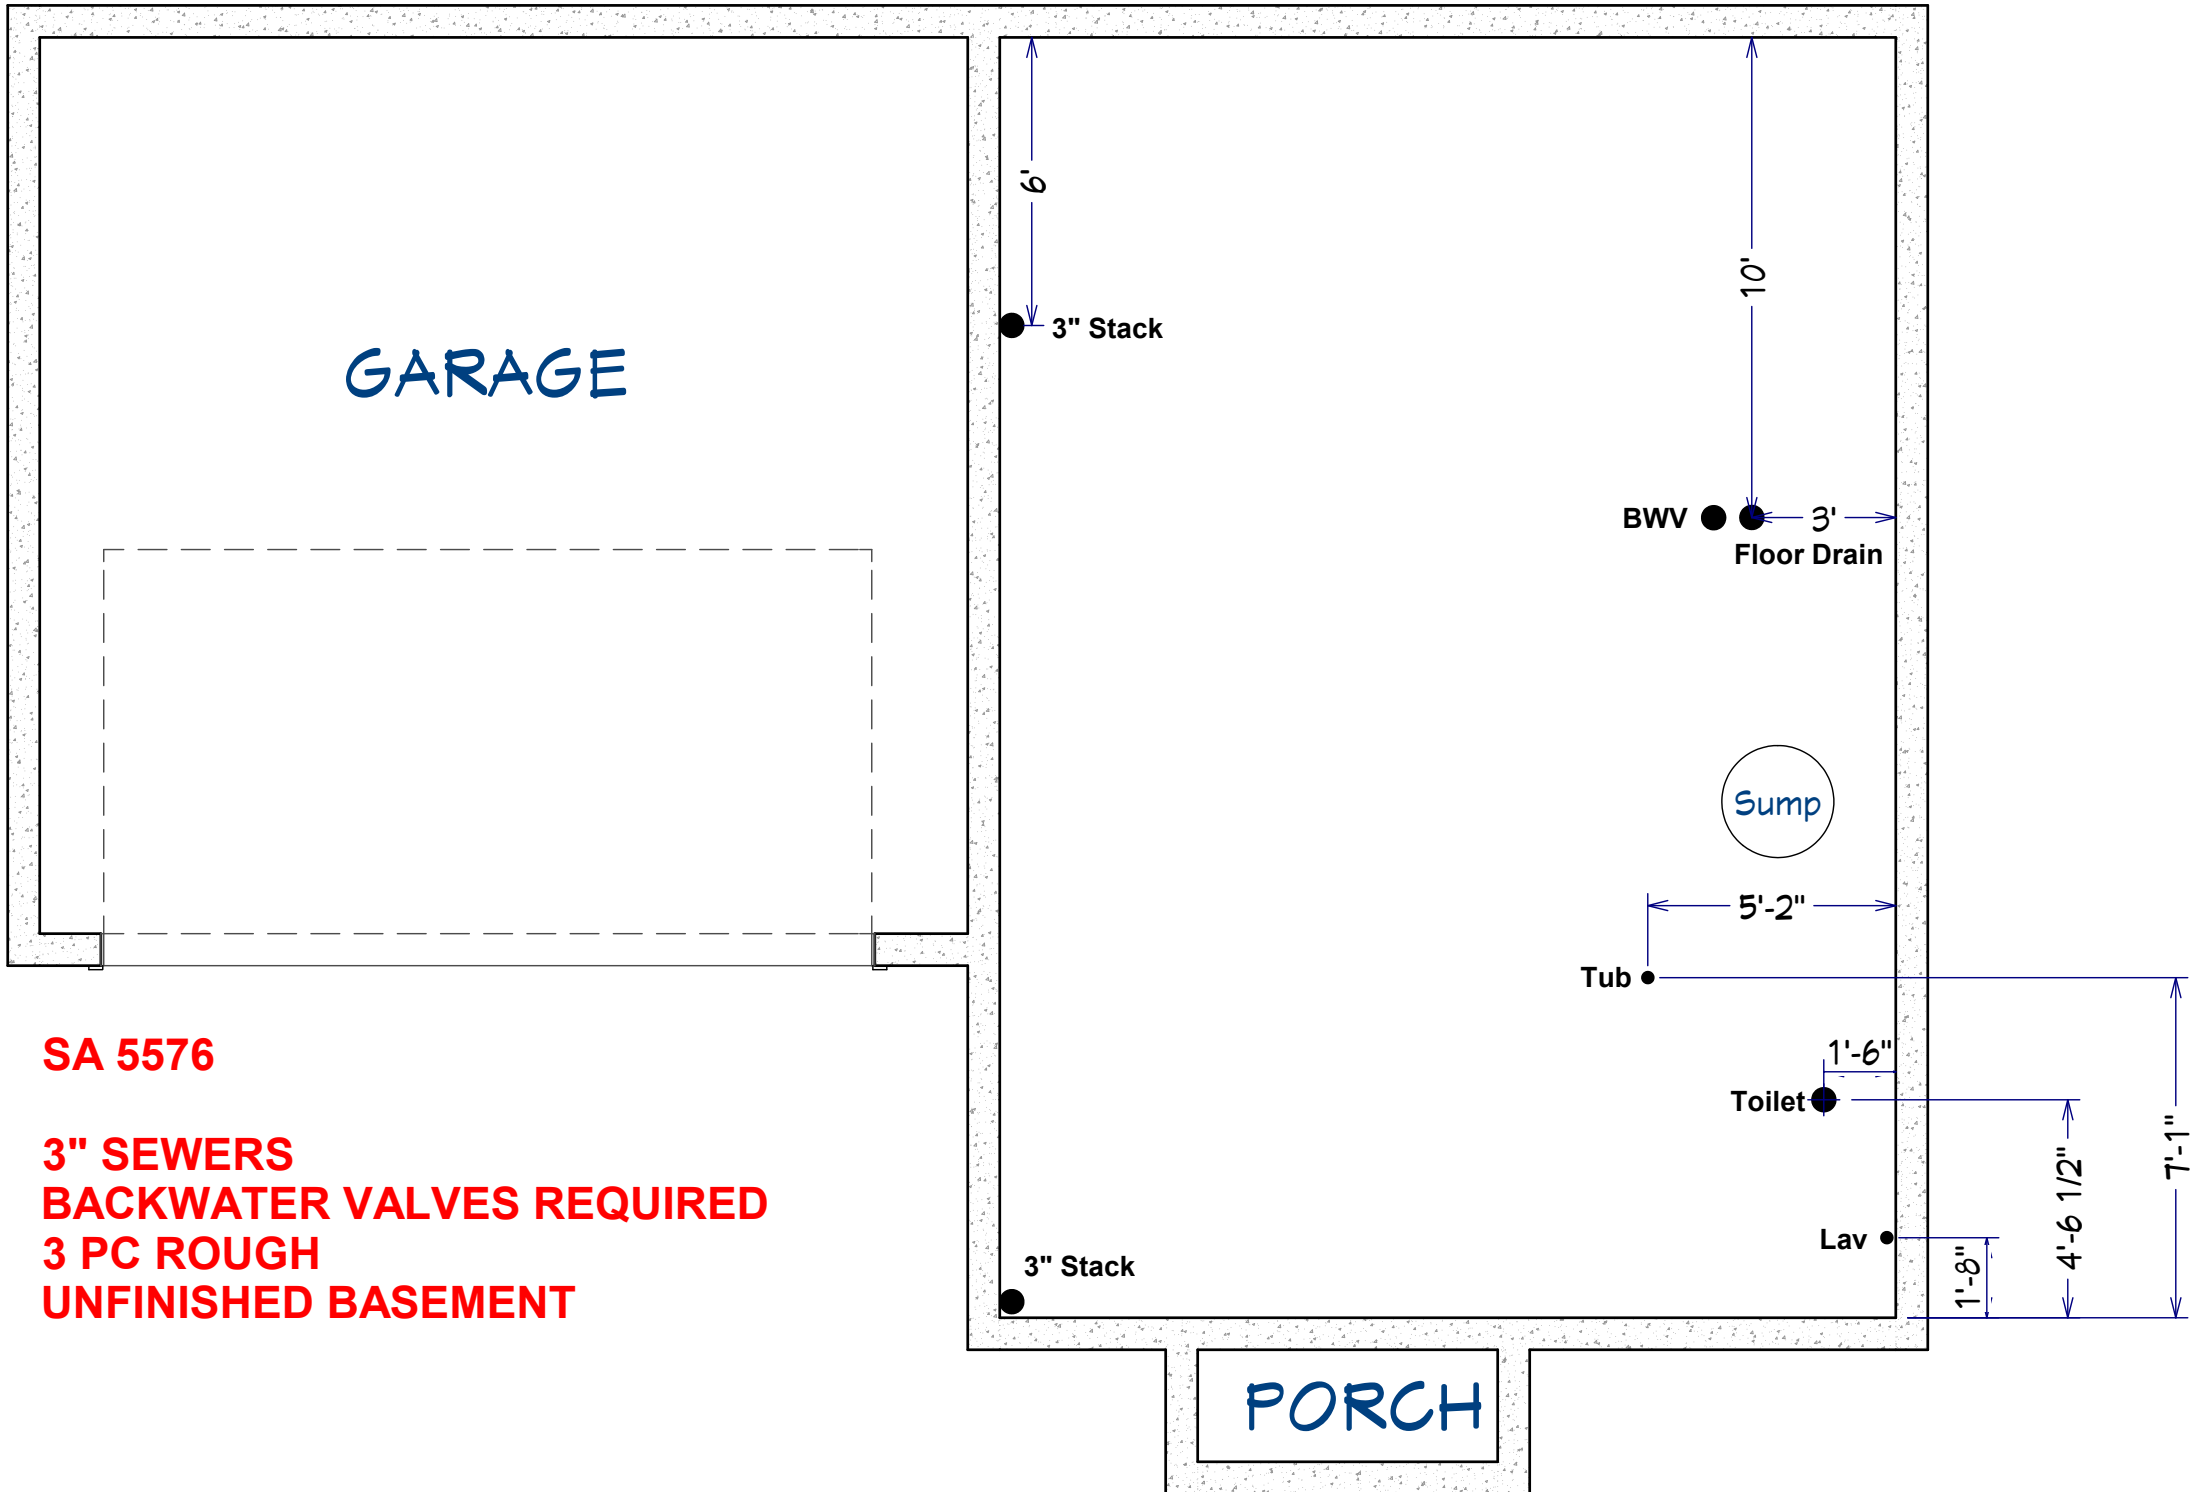 6'
10'
3" Stack
GARAGE
BWV
3'
Floor Drain
Sump
5'-2"
Tub
SA 5576
1'-6"
Toilet
7'-1"
3" SEWERS
BACKWATER VALVES REQUIRED
4'-6 1/2"
3 PC ROUGH
Lav
1'-8"
3" Stack
UNFINISHED BASEMENT
PORCH